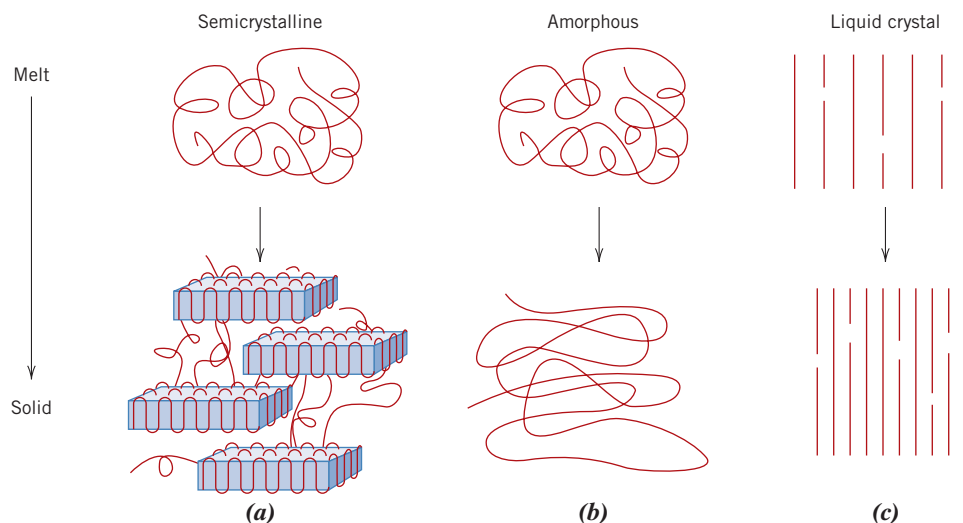 Semicrystalline
Amorphous
Liquid crystal
Melt
Solid
(a)
(b)
(c)